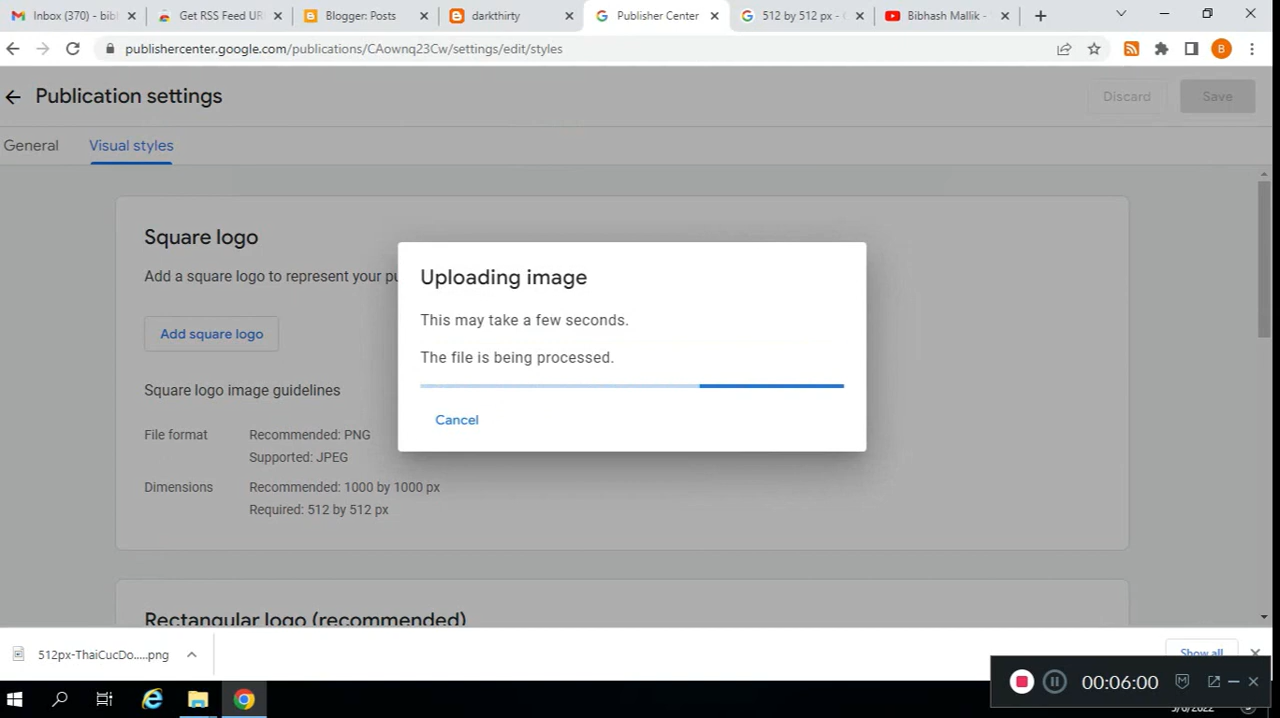 Inbox (370) - bibl
Get RSS Feed UR
Blogger: Posts
darkthirty
Publisher Center
512 by 512 px - G
Bibhash Mallik -
publishercenter.google.com/publications/CAownq23Cw/settings/edit/styles
B
Publication settings
Discard
Save
General
Visual styles
Square logo
Add a square logo to represent your pu
Add square logo
Square logo image guidelines
File format
Recommended: PNG
Supported: JPEG
Dimensions
Recommended: 1000 by 1000 px
Required: 512 by 512 px
Uploading image
This may take a few seconds.
The file is being processed.
Cancel
Rectangular logo (recommended)
512px-ThaiCucDo.....png
Show all
00:06:00